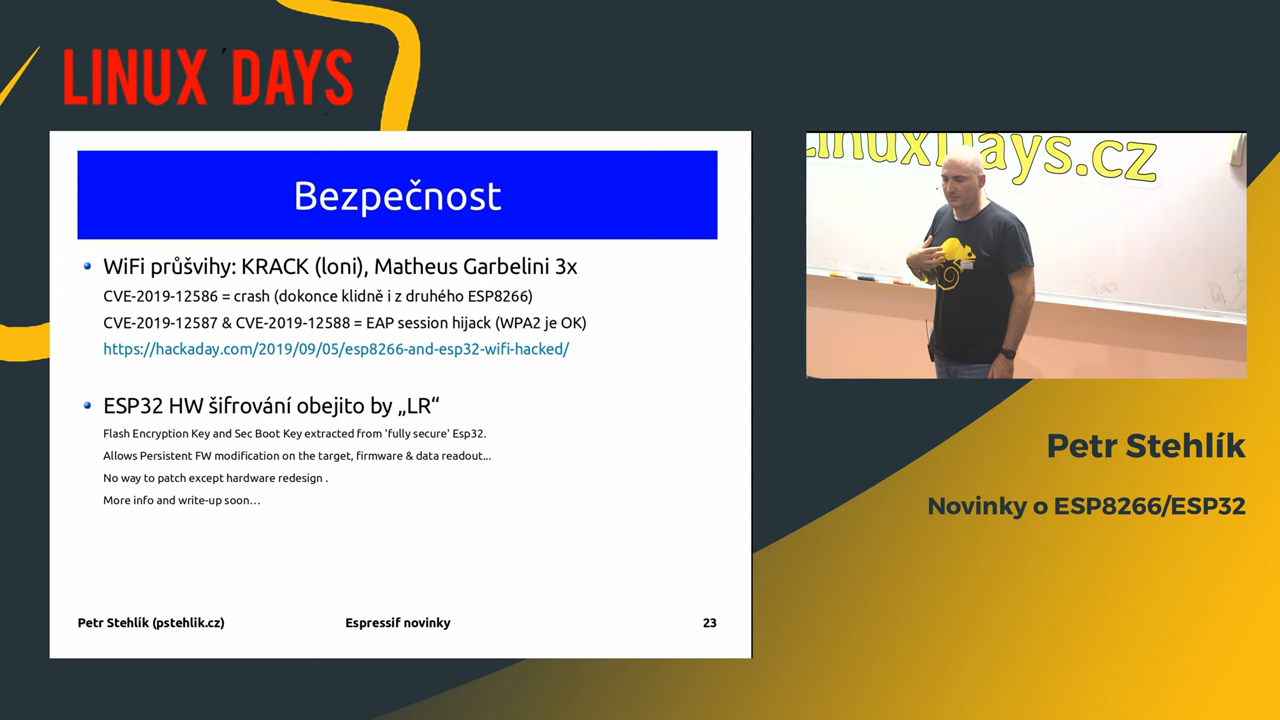 LINUX DAYS
Bezpečnost
WiFi průšvihy: KRACK (loni), Matheus Garbelini 3x
CVE-2019-12586 = crash (dokonce klidně i z druhého ESP8266)
CVE-2019-12587 & CVE-2019-12588 = EAP session hijack (WPA2 je OK)
https://hackaday.com/2019/09/05/esp8266-and-esp32-wifi-hacked/
ESP32 HW šifrování obejito by „LR“
Flash Encryption Key and Sec Boot Key extracted from 'fully secure' Esp32.
Allows Persistent FW modification on the target, firmware & data readout...
No way to patch except hardware redesign .
More info and write-up soon…
Petr Stehlík (pstehlik.cz) Espressif novinky 23
LinuxDays.cz
Petr Stehlík
Novinky o ESP8266/ESP32